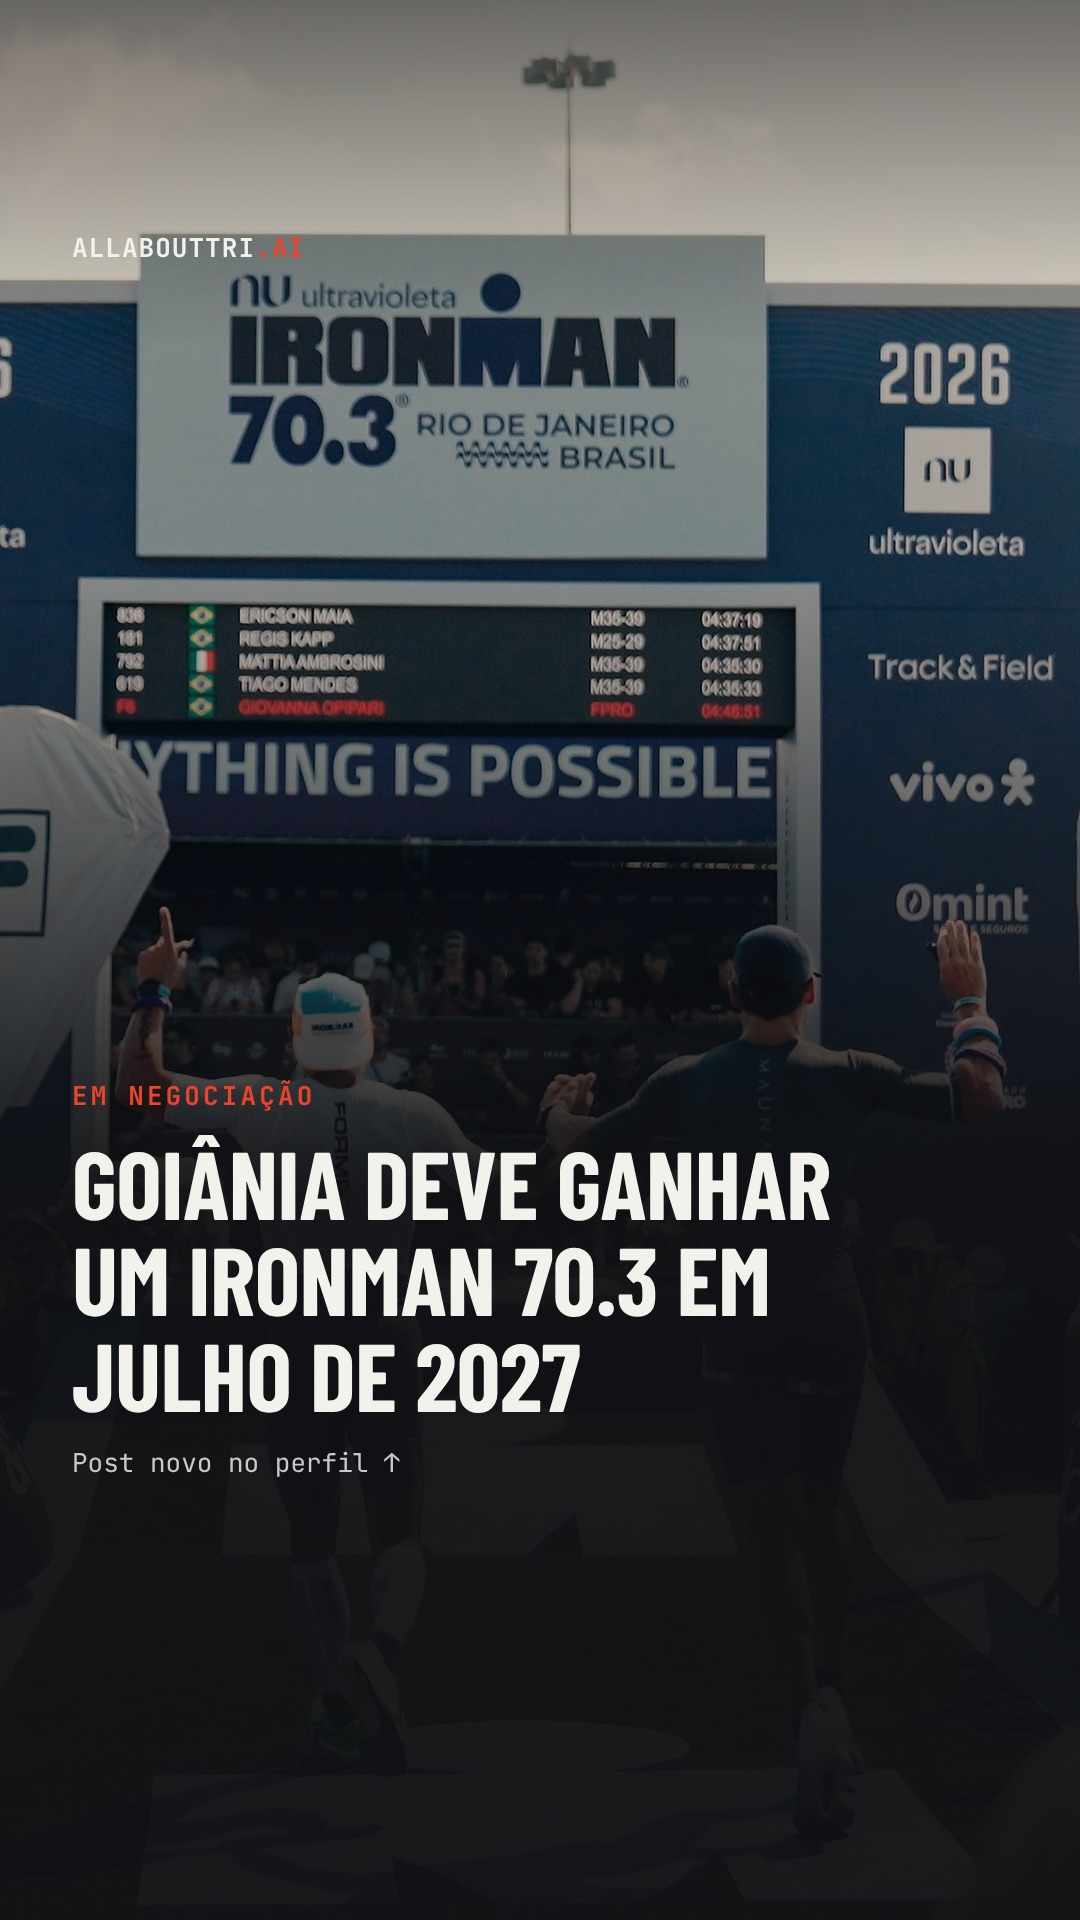 ALLABOUTTRI.AI
nu ultravioleta
IRONMAN
70.3 RIO DE JANEIRO
BRASIL
2026
nu
ultravioleta
836 ERICSON MAIA M35-39 04:37:19
181 REGIS KAPP M25-29 04:37:51
792 MATTIA AMBROSINI M35-39 04:35:30
619 TIAGO MENDES M35-39 04:35:33
F6 GIOVANNA OPIPARI FPRO 04:46:51
Track & Field
YTHING IS POSSIBLE
vivo
Omint
EM NEGOCIAÇÃO
GOIÂNIA DEVE GANHAR
UM IRONMAN 70.3 EM
JULHO DE 2027
Post novo no perfil ↑